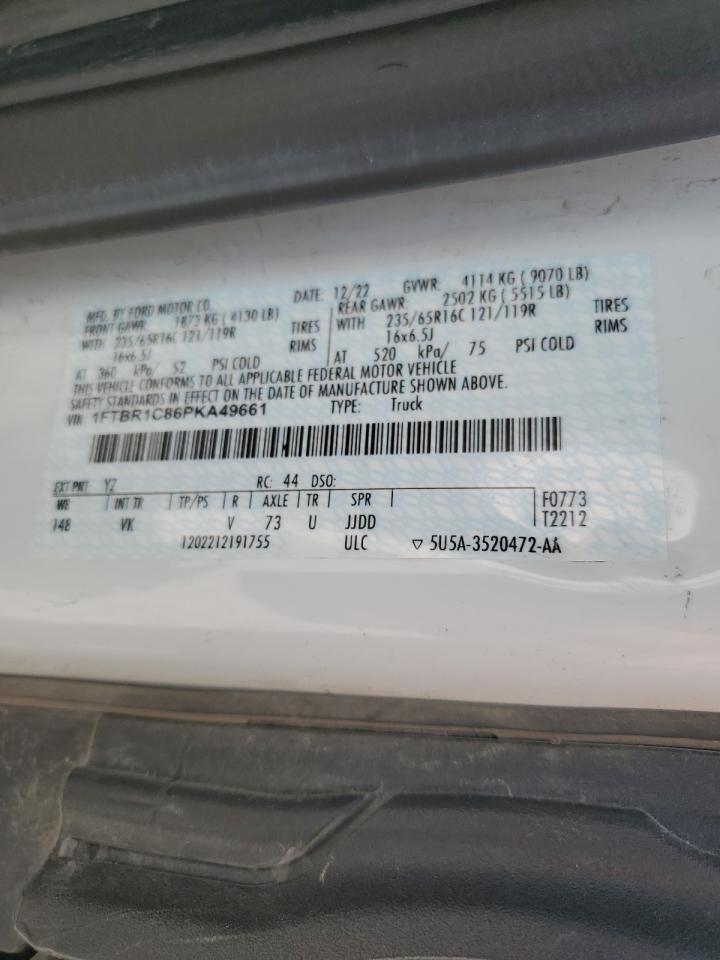 MFD. BY FORD MOTOR CO. DATE: 12/22 GVWR: 4114 KG ( 9070 LB)
FRONT GAWR: 1873 KG ( 4130 LB) REAR GAWR: 2502 KG ( 5515 LB)
WITH 235/65R16C 121/119R TIRES WITH 235/65R16C 121/119R TIRES
16x6.5J RIMS 16x6.5J RIMS
AT 360 kPa/ 52 PSI COLD AT 520 kPa/ 75 PSI COLD
THIS VEHICLE CONFORMS TO ALL APPLICABLE FEDERAL MOTOR VEHICLE
SAFETY STANDARDS IN EFFECT ON THE DATE OF MANUFACTURE SHOWN ABOVE.
VIN: 1FTBR1C86PKA49661 TYPE: Truck
EXT PNT: YZ RC: 44 DSO:
WB INT TR TP/PS R AXLE TR SPR F0773
148 VK V 73 U JJDD T2212
1202212191755 ULC ▽ 5U5A-3520472-AA